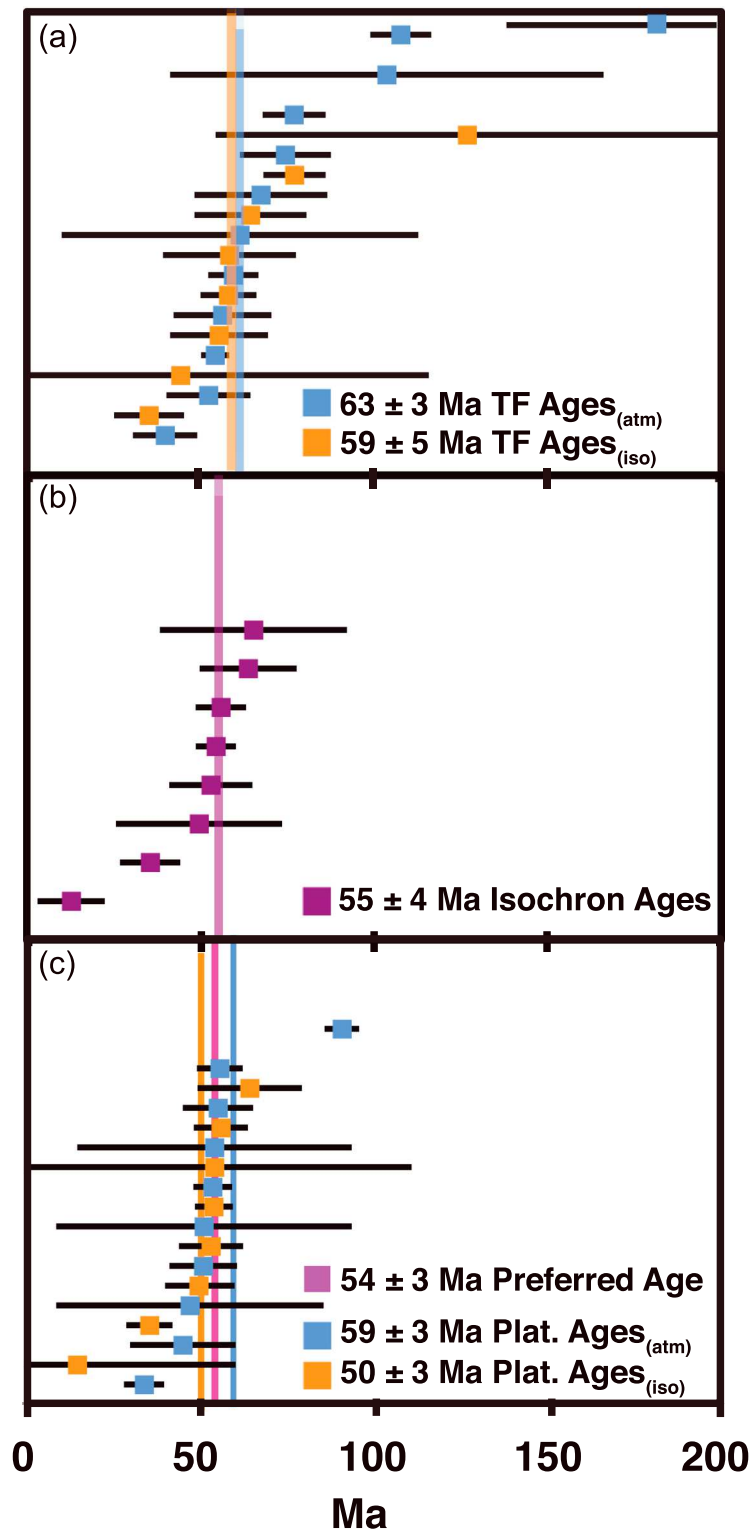 (a)
63 ± 3 Ma TF Ages(atm)
59 ± 5 Ma TF Ages(iso)
(b)
55 ± 4 Ma Isochron Ages
(c)
54 ± 3 Ma Preferred Age
59 ± 3 Ma Plat. Ages(atm)
50 ± 3 Ma Plat. Ages(iso)
0 50 100 150 200
Ma